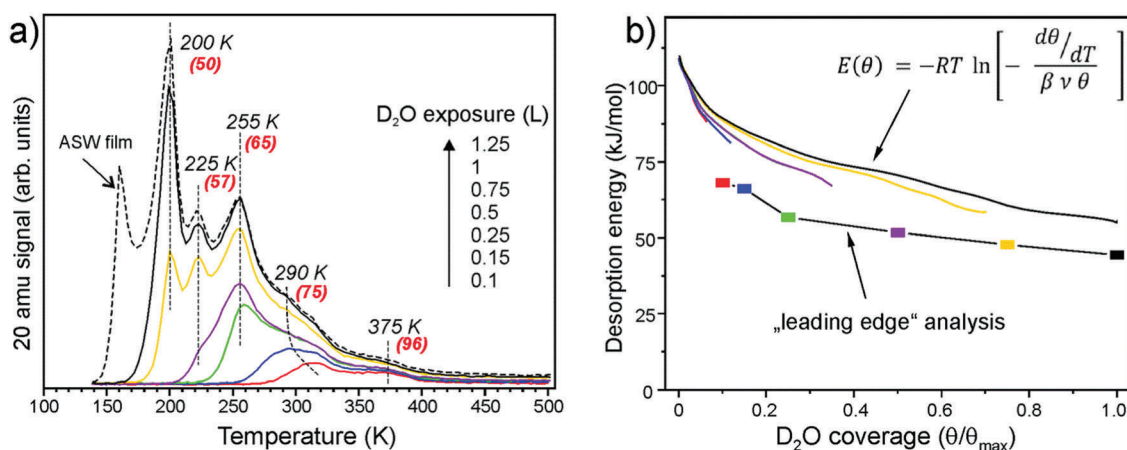 a)
20 amu signal (arb. units)
ASW film
200 K
(50)
225 K
(57)
255 K
(65)
290 K
(75)
375 K
(96)
D₂O exposure (L)
1.25
1
0.75
0.5
0.25
0.15
0.1
100 150 200 250 300 350 400 450 500
Temperature (K)
b)
Desorption energy (kJ/mol)
100
75
50
25
0
E(θ) = −RT ln[− dθ/dT / β ν θ]
„leading edge“ analysis
0 0.2 0.4 0.6 0.8 1.0
D₂O coverage (θ/θmax)